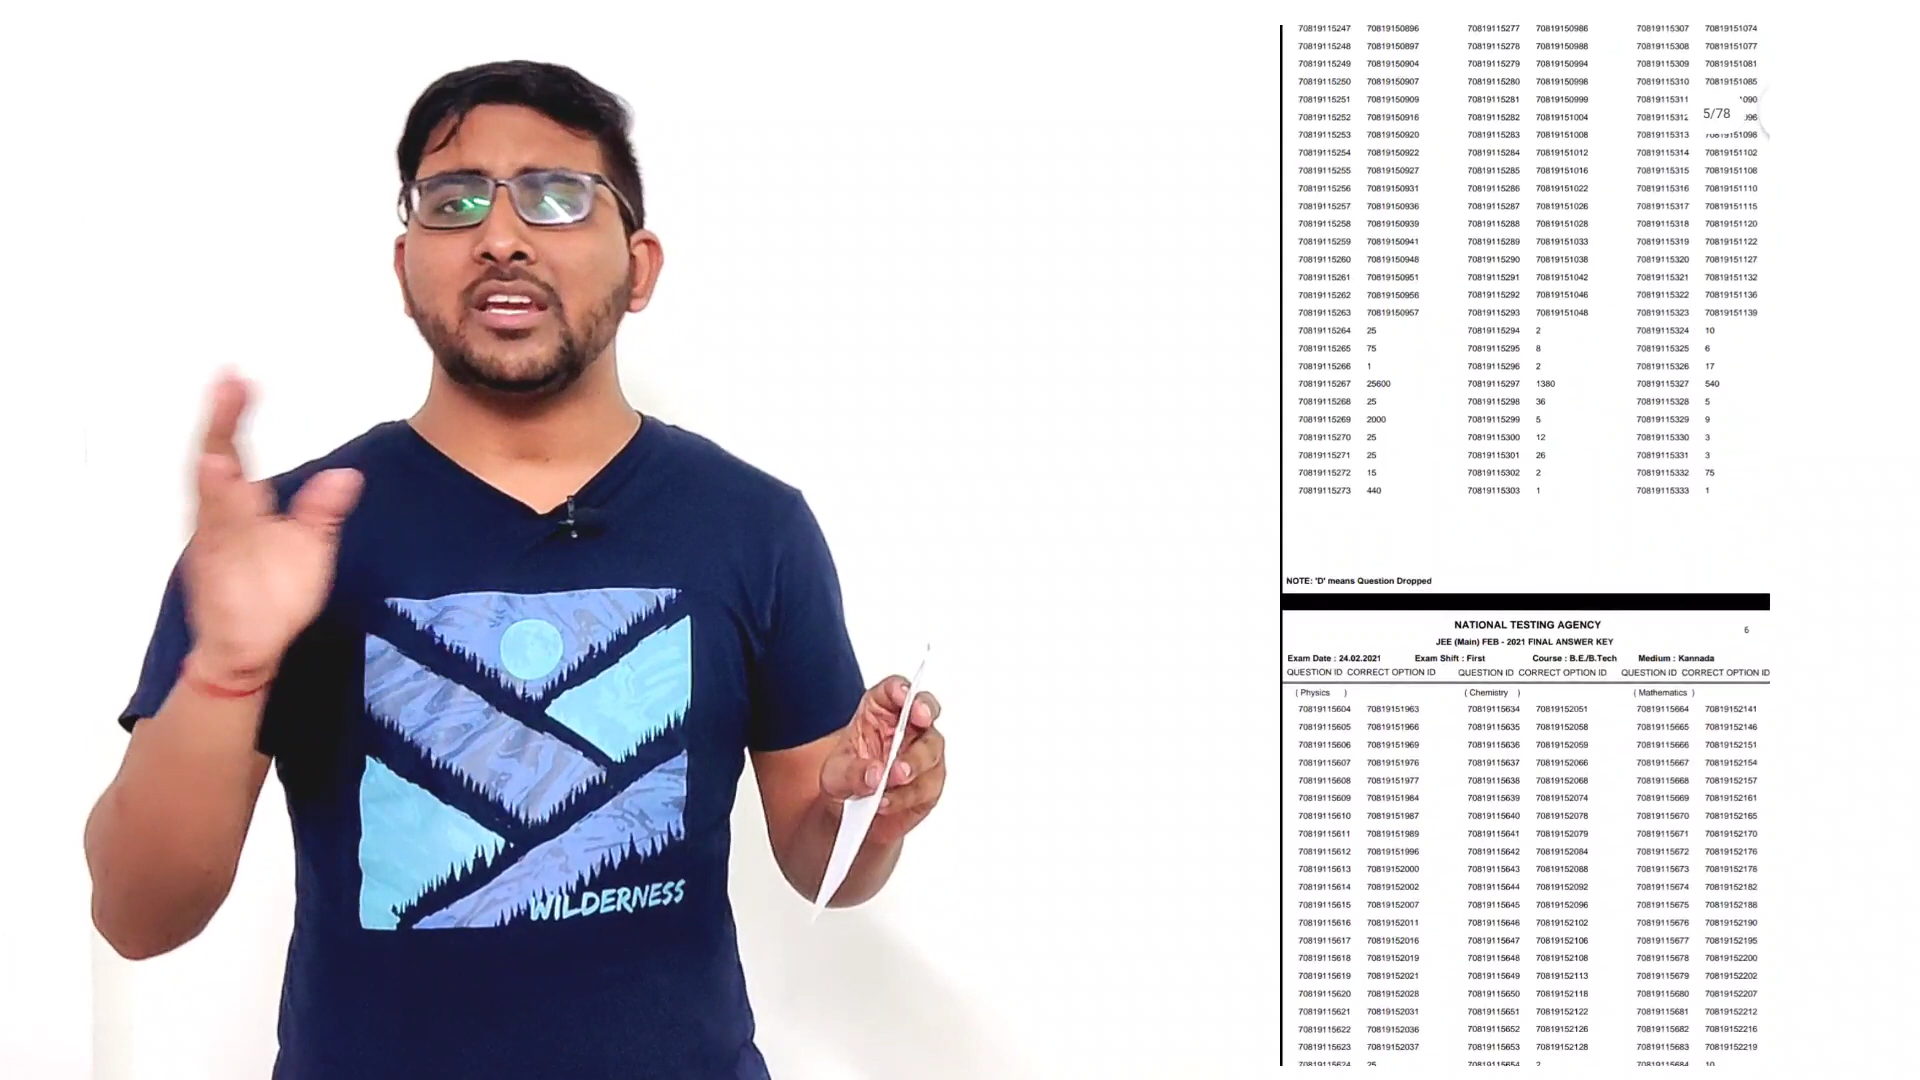 70819115247 70819150896 70819115277 70819150986 70819115307 70819151074
70819115248 70819150897 70819115278 70819150988 70819115308 70819151077
70819115249 70819150904 70819115279 70819150994 70819115309 70819151081
70819115250 70819150907 70819115280 70819150998 70819115310 70819151085
70819115251 70819150909 70819115281 70819150999 70819115311
5/78
70819115252 70819150916 70819115282 70819151004 70819115312
70819115253 70819150920 70819115283 70819151008 70819115313 70819151098
70819115254 70819150922 70819115284 70819151012 70819115314 70819151102
70819115255 70819150927 70819115285 70819151016 70819115315 70819151108
70819115256 70819150931 70819115286 70819151022 70819115316 70819151110
70819115257 70819150936 70819115287 70819151026 70819115317 70819151115
70819115258 70819150939 70819115288 70819151028 70819115318 70819151120
70819115259 70819150941 70819115289 70819151033 70819115319 70819151122
70819115260 70819150948 70819115290 70819151038 70819115320 70819151127
70819115261 70819150951 70819115291 70819151042 70819115321 70819151132
70819115262 70819150956 70819115292 70819151046 70819115322 70819151136
70819115263 70819150957 70819115293 70819151048 70819115323 70819151139
70819115264 25 70819115294 2 70819115324 10
70819115265 75 70819115295 8 70819115325 6
70819115266 1 70819115296 2 70819115326 17
70819115267 25600 70819115297 1380 70819115327 540
70819115268 25 70819115298 36 70819115328 5
70819115269 2000 70819115299 5 70819115329 9
70819115270 25 70819115300 12 70819115330 3
70819115271 25 70819115301 26 70819115331 3
70819115272 15 70819115302 2 70819115332 75
70819115273 440 70819115303 1 70819115333 1
NOTE: 'D' means Question Dropped
NATIONAL TESTING AGENCY
6
JEE (Main) FEB - 2021 FINAL ANSWER KEY
Exam Date : 24.02.2021 Exam Shift : First Course : B.E./B.Tech Medium : Kannada
QUESTION ID CORRECT OPTION ID QUESTION ID CORRECT OPTION ID QUESTION ID CORRECT OPTION ID
( Physics ) ( Chemistry ) ( Mathematics )
70819115604 70819151963 70819115634 70819152051 70819115664 70819152141
70819115605 70819151966 70819115635 70819152058 70819115665 70819152146
70819115606 70819151969 70819115636 70819152059 70819115666 70819152151
70819115607 70819151976 70819115637 70819152066 70819115667 70819152154
70819115608 70819151977 70819115638 70819152068 70819115668 70819152157
70819115609 70819151984 70819115639 70819152074 70819115669 70819152161
70819115610 70819151987 70819115640 70819152078 70819115670 70819152165
70819115611 70819151989 70819115641 70819152079 70819115671 70819152170
70819115612 70819151996 70819115642 70819152084 70819115672 70819152176
70819115613 70819152000 70819115643 70819152088 70819115673 70819152178
70819115614 70819152002 70819115644 70819152092 70819115674 70819152182
70819115615 70819152007 70819115645 70819152096 70819115675 70819152188
70819115616 70819152011 70819115646 70819152102 70819115676 70819152190
70819115617 70819152016 70819115647 70819152106 70819115677 70819152195
70819115618 70819152019 70819115648 70819152108 70819115678 70819152200
70819115619 70819152021 70819115649 70819152113 70819115679 70819152202
70819115620 70819152028 70819115650 70819152118 70819115680 70819152207
70819115621 70819152031 70819115651 70819152122 70819115681 70819152212
70819115622 70819152036 70819115652 70819152126 70819115682 70819152216
70819115623 70819152037 70819115653 70819152128 70819115683 70819152219
70819115624 25 70819115654 2 70819115684 10
WILDERNESS